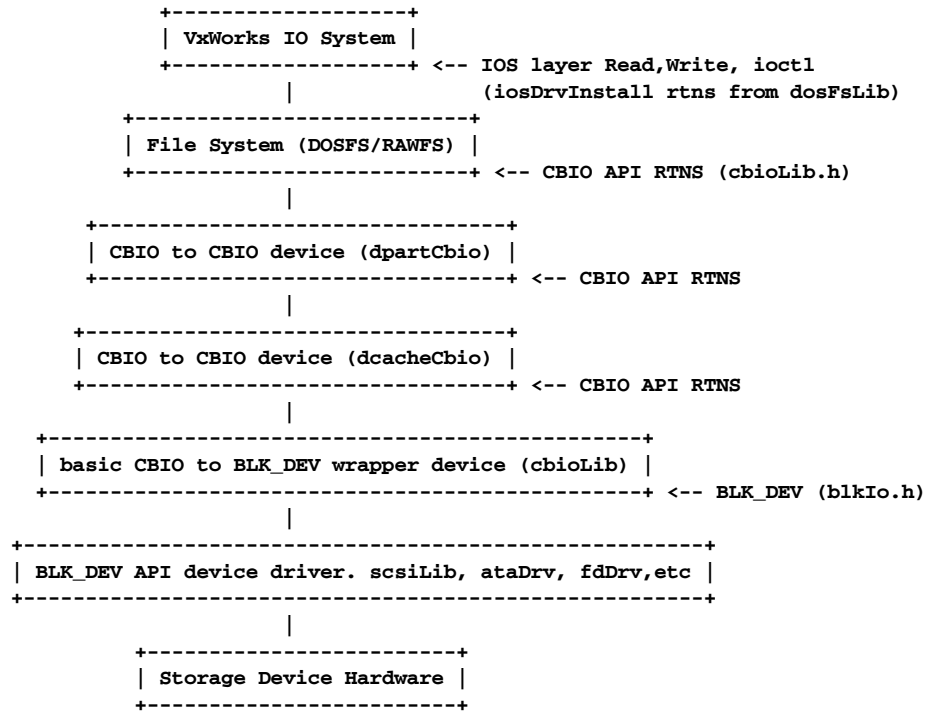 +-------------------+
| VxWorks IO System |
+-------------------+ <-- IOS layer Read,Write, ioctl
| (iosDrvInstall rtns from dosFsLib)
+---------------------------+
| File System (DOSFS/RAWFS) |
+---------------------------+ <-- CBIO API RTNS (cbioLib.h)
|
+----------------------------------+
| CBIO to CBIO device (dpartCbio) |
+----------------------------------+ <-- CBIO API RTNS
|
+----------------------------------+
| CBIO to CBIO device (dcacheCbio) |
+----------------------------------+ <-- CBIO API RTNS
|
+------------------------------------------------+
| basic CBIO to BLK_DEV wrapper device (cbioLib) |
+------------------------------------------------+ <-- BLK_DEV (blkIo.h)
|
+-------------------------------------------------------+
| BLK_DEV API device driver. scsiLib, ataDrv, fdDrv,etc |
+-------------------------------------------------------+
|
+-------------------------+
| Storage Device Hardware |
+-------------------------+